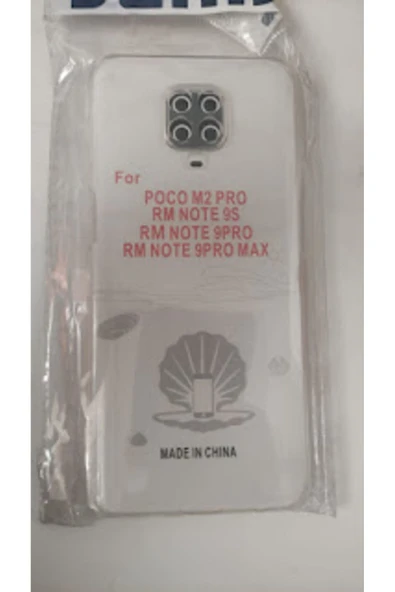 For
POCO M2 PRO
RM NOTE 9S
RM NOTE 9PRO
RM NOTE 9PRO MAX
MADE IN CHINA